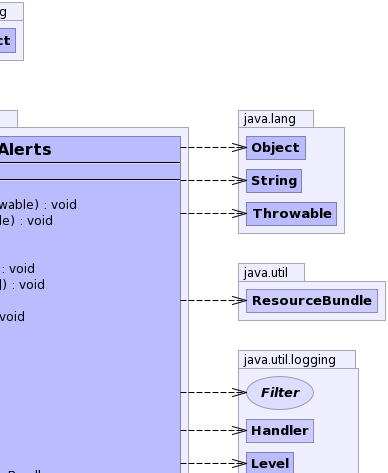 g
ct
Alerts
wable) : void
le) : void
: void
]) : void
void
java.lang
Object
String
Throwable
java.util
ResourceBundle
java.util.logging
Filter
Handler
Level